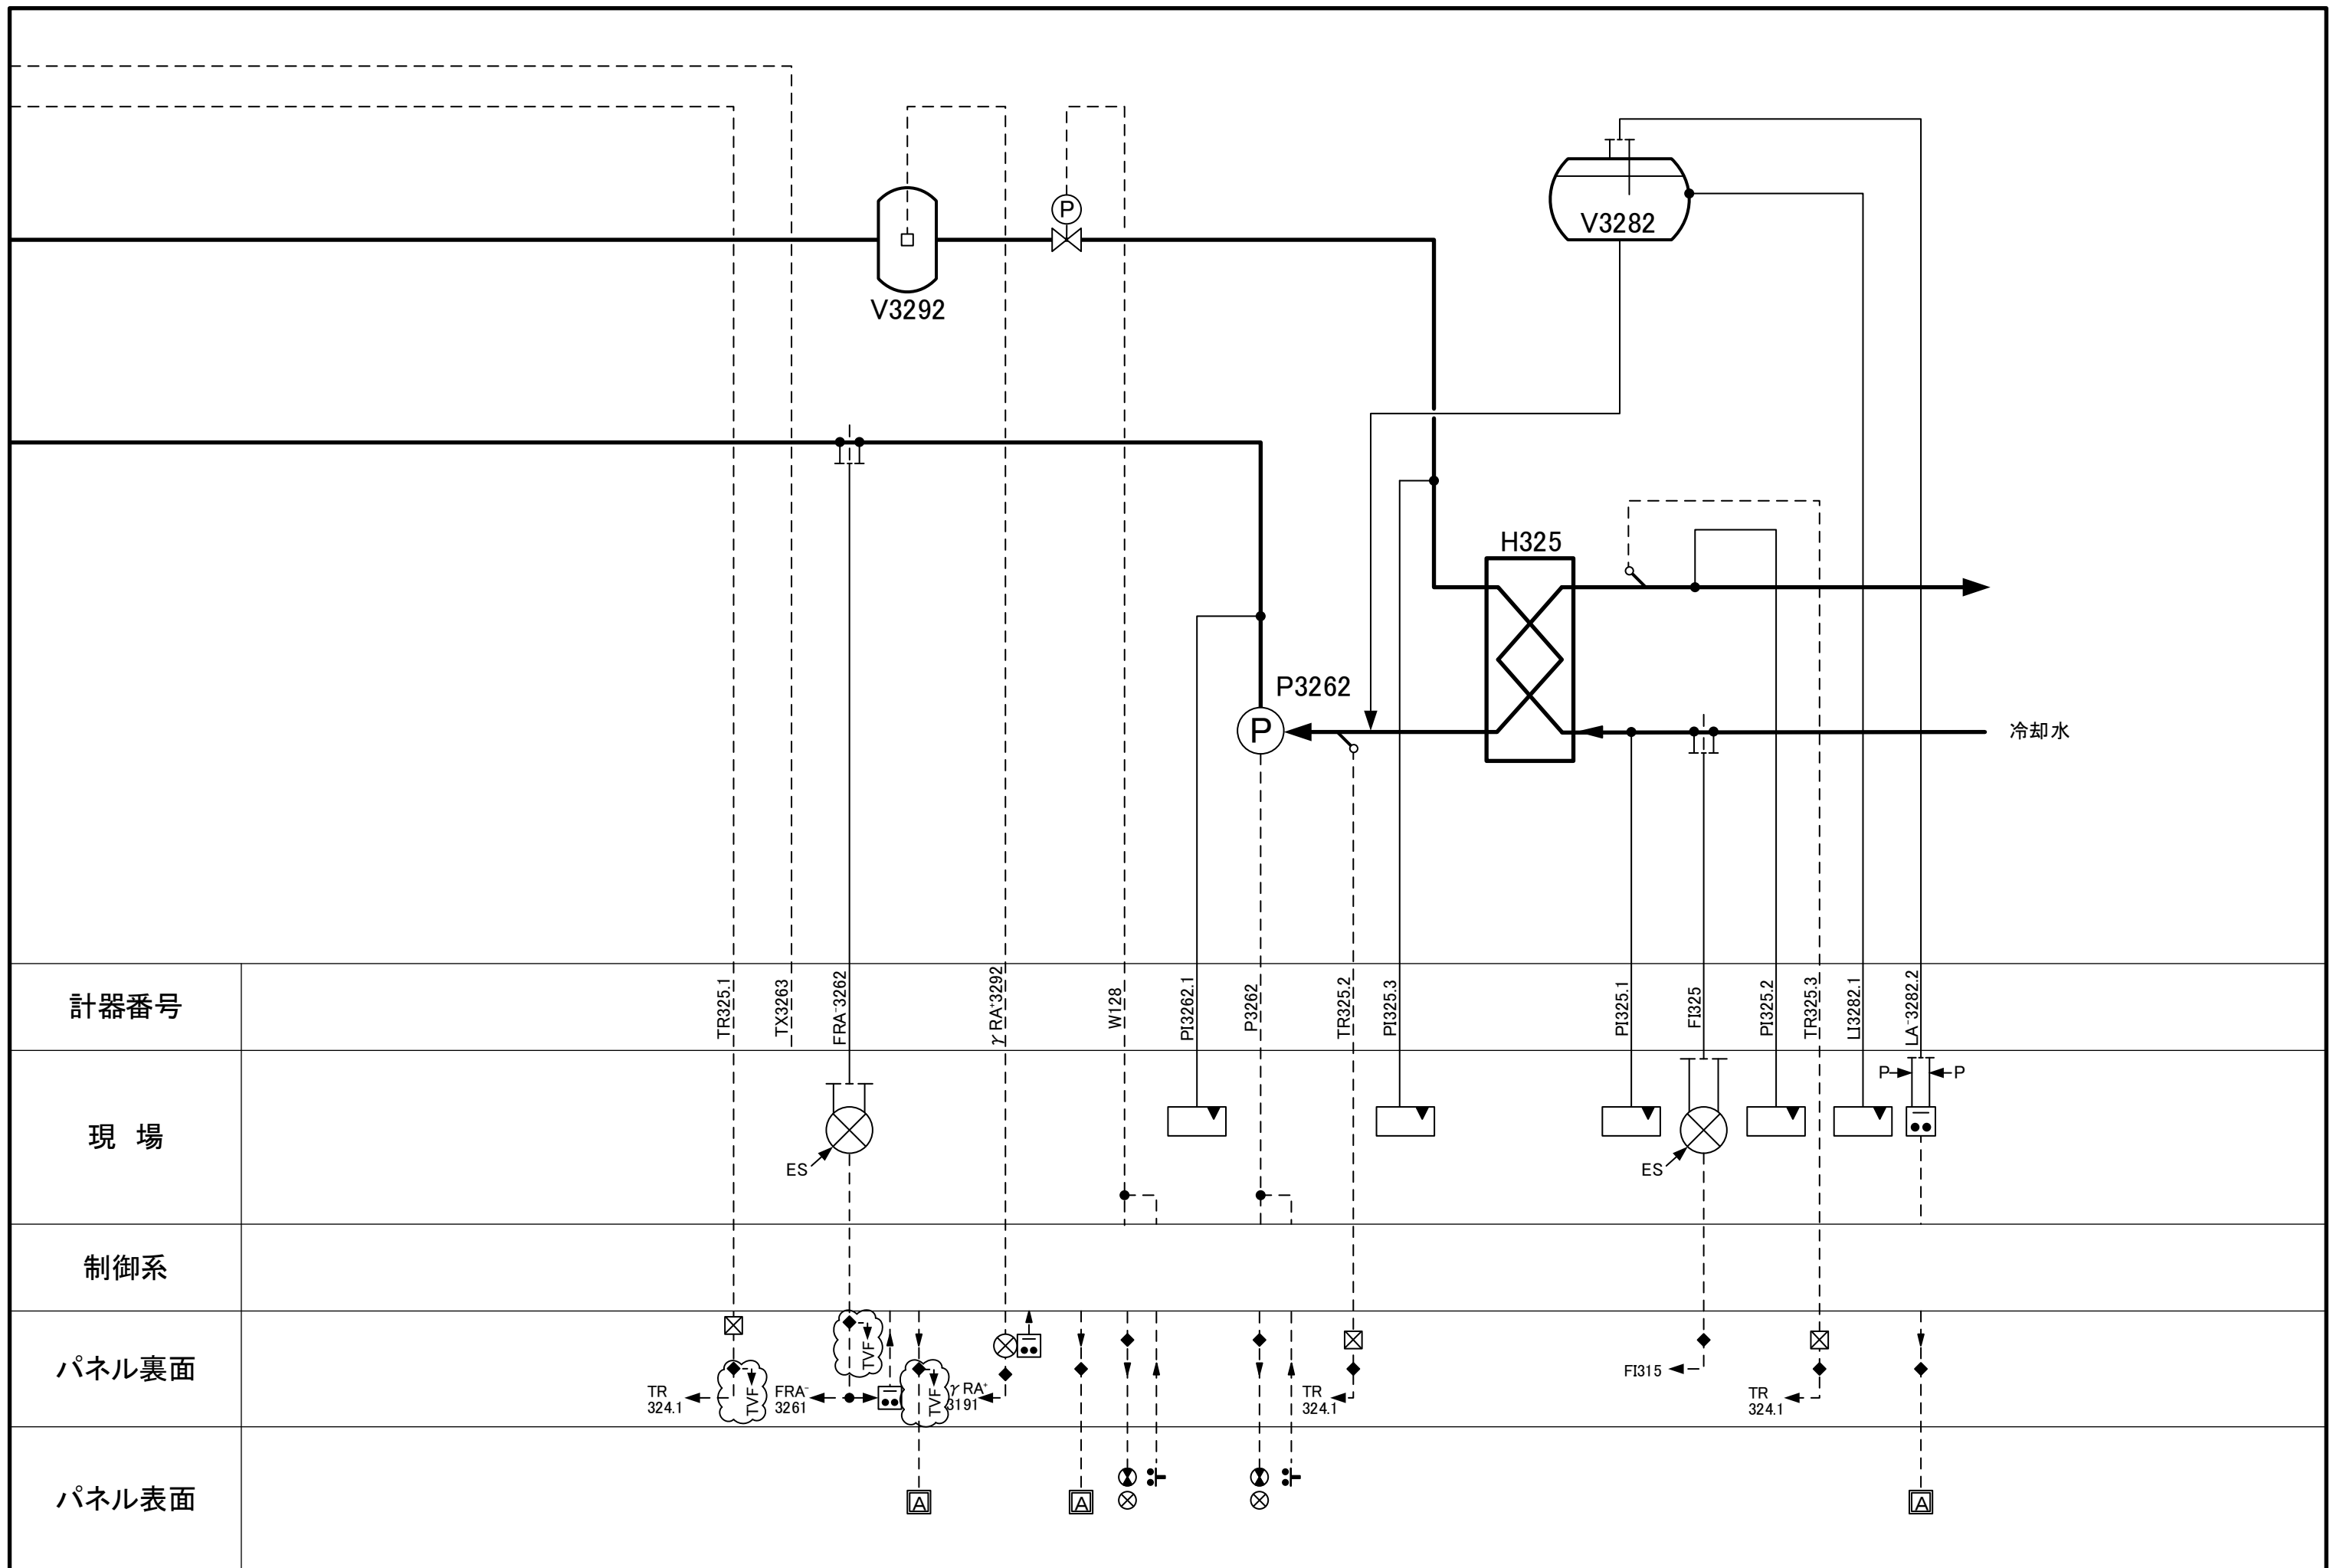 P
V3282
V3292
H325
P3262
P
冷却水
計器番号
TR325.1
TX3263
FRA⁻3262
γRA⁺3292
W128
PI3262.1
P3262
TR325.2
PI325.3
PI325.1
FI325
PI325.2
TR325.3
LI3282.1
LA⁻3282.2
現 場
P
P
ES
ES
制御系
パネル裏面
TVF
TVF
TVF
TR
324.1
FRA⁻
3261
γRA⁺
3191
TR
324.1
FI315
TR
324.1
パネル表面
A
A
A